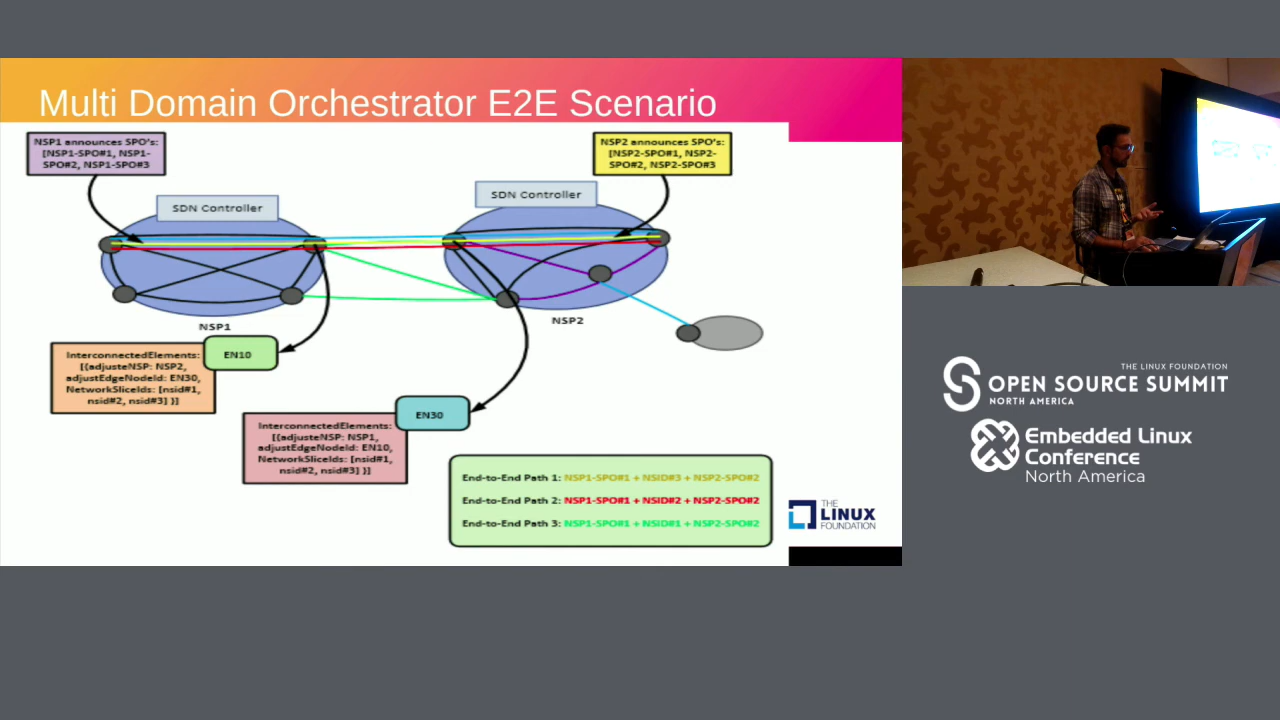 Multi Domain Orchestrator E2E Scenario
NSP1 announces SPO's:
[NSP1-SPO#1, NSP1-
SPO#2, NSP1-SPO#3
NSP2 announces SPO's:
[NSP2-SPO#1, NSP2-
SPO#2, NSP2-SPO#3
SDN Controller
SDN Controller
NSP1
NSP2
EN10
InterconnectedElements:
[{adjusteNSP: NSP2,
adjustEdgeNodeId: EN30,
NetworkSliceIds: [nsid#1,
nsid#2, nsid#3] }]
EN30
InterconnectedElements:
[{adjusteNSP: NSP1,
adjustEdgeNodeId: EN10,
NetworkSliceIds: [nsid#1,
nsid#2, nsid#3] }]
End-to-End Path 1: NSP1-SPO#1 + NSID#3 + NSP2-SPO#2
End-to-End Path 2: NSP1-SPO#1 + NSID#2 + NSP2-SPO#2
End-to-End Path 3: NSP1-SPO#1 + NSID#1 + NSP2-SPO#2
THE
LINUX
FOUNDATION
THE LINUX FOUNDATION
OPEN SOURCE SUMMIT
NORTH AMERICA
Embedded Linux
Conference
North America